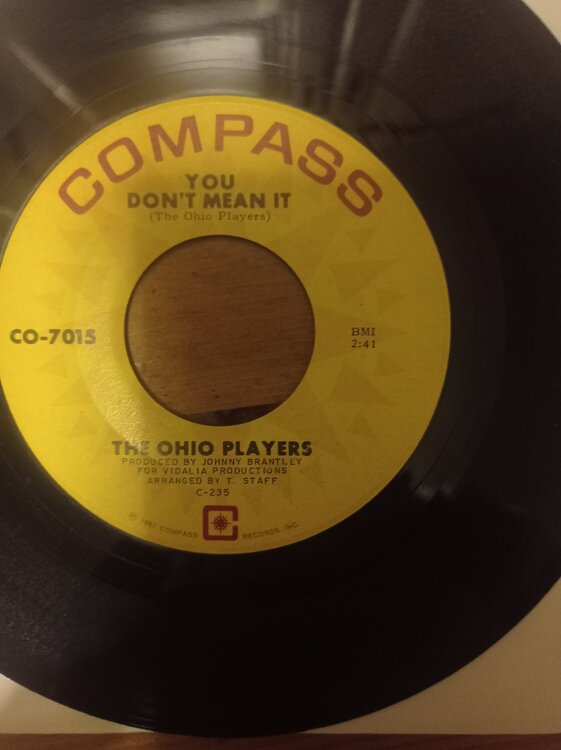 COMPASS
YOU
DON'T MEAN IT
(The Ohio Players)
CO-7015
BMI
2:41
THE OHIO PLAYERS
PRODUCED BY JOHNNY BRANTLEY
FOR VIDALIA PRODUCTIONS
ARRANGED BY T. STAFF
C-235
℗ 1967 COMPASS RECORDS, INC.